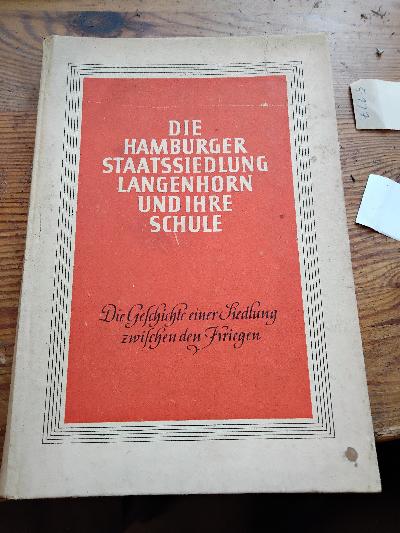 DIE
HAMBURGER
STAATSSIEDLUNG
LANGENHORN
UND IHRE
SCHULE
Die Geschichte einer Siedlung
zwischen den Kriegen